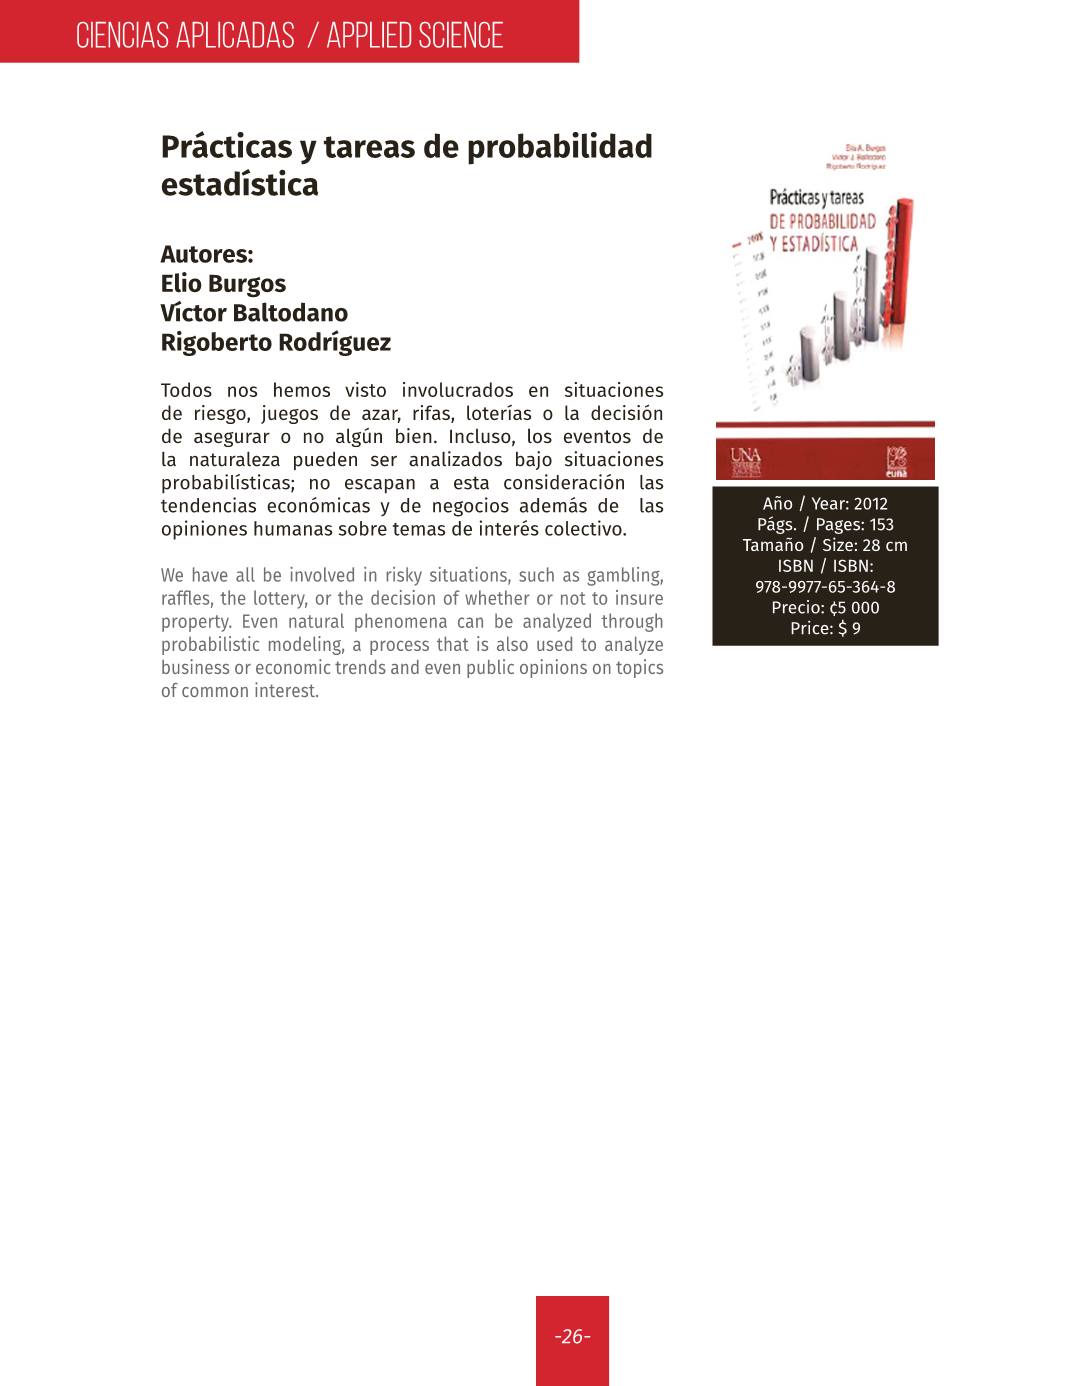 CIENCIAS APLICADAS / APPLIED SCIENCE
Prácticas y tareas de probabilidad
estadística
Autores:
Elio Burgos
Víctor Baltodano
Rigoberto Rodríguez
Todos nos hemos visto involucrados en situaciones
de riesgo, juegos de azar, rifas, loterías o la decisión
de asegurar o no algún bien. Incluso, los eventos de
la naturaleza pueden ser analizados bajo situaciones
probabilísticas; no escapan a esta consideración las
tendencias económicas y de negocios además de las
opiniones humanas sobre temas de interés colectivo.
We have all be involved in risky situations, such as gambling,
raffles, the lottery, or the decision of whether or not to insure
property. Even natural phenomena can be analyzed through
probabilistic modeling, a process that is also used to analyze
business or economic trends and even public opinions on topics
of common interest.
Elio A. Burgos
Víctor J. Baltodano
Rigoberto Rodríguez
Prácticas y tareas
DE PROBABILIDAD
Y ESTADÍSTICA
UNA
euna
Año / Year: 2012
Págs. / Pages: 153
Tamaño / Size: 28 cm
ISBN / ISBN:
978-9977-65-364-8
Precio: ¢5 000
Price: $ 9
-26-